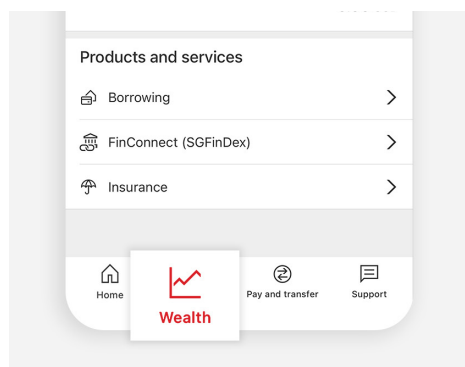 Products and services
Borrowing
FinConnect (SGFinDex)
Insurance
Home
Wealth
Pay and transfer
Support